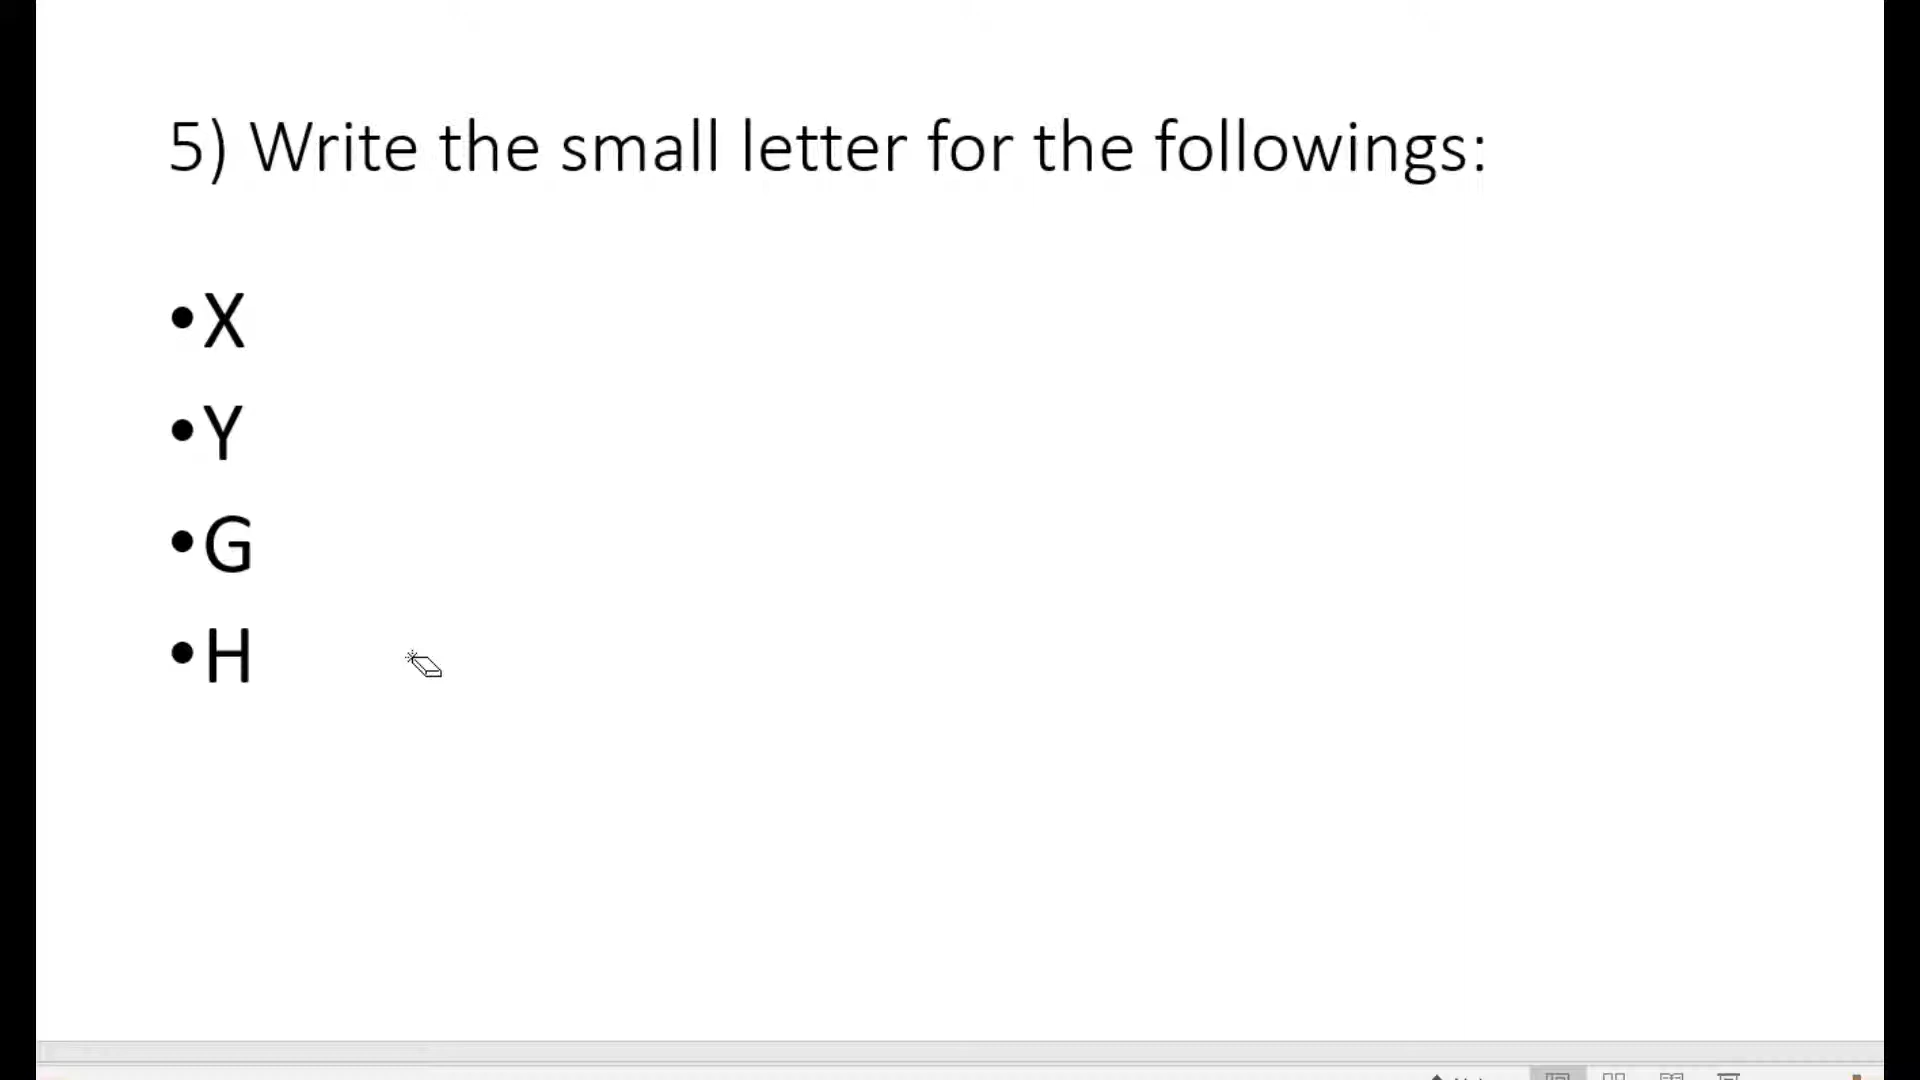 5) Write the small letter for the followings:
•X
•Y
•G
•H